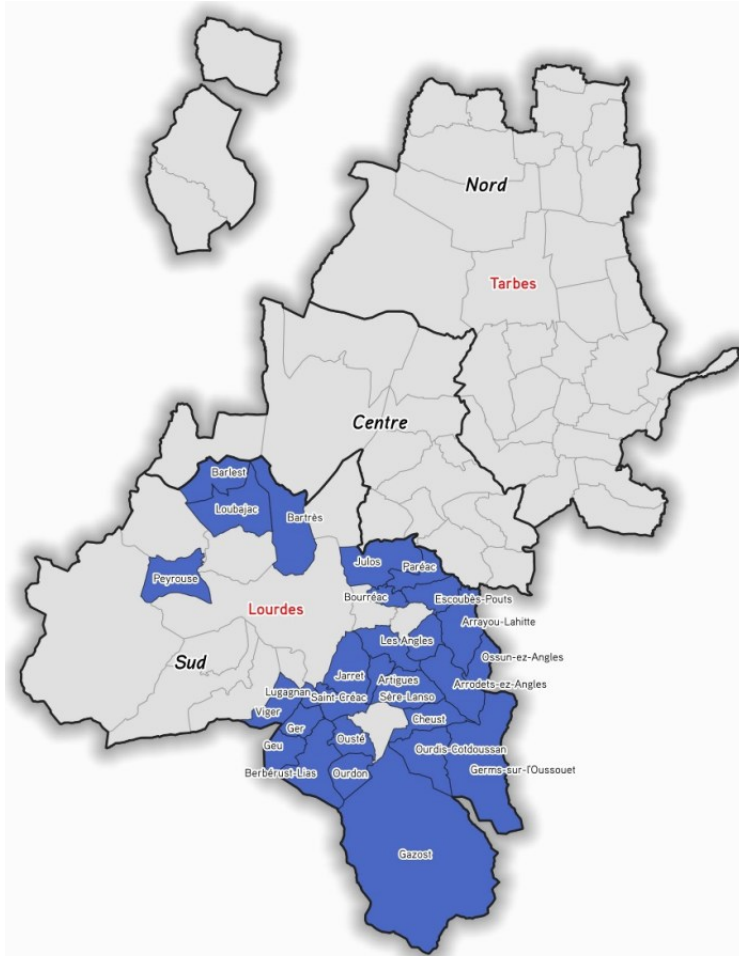 Nord
Tarbes
Centre
Barlest
Loubajac
Bartrès
Julos
Paréac
Peyrouse
Bourréac
Escoubès-Pouts
Lourdes
Arrayou-Lahitte
Les Angles
Ossun-ez-Angles
Sud
Jarret
Artigues
Arrodets-ez-Angles
Lugagnan
Saint-Créac
Sère-Lanso
Viger
Cheust
Ger
Ousté
Geu
Ourdis-Cotdoussan
Berbérust-Lias
Ourdon
Germs-sur-l'Oussouet
Gazost